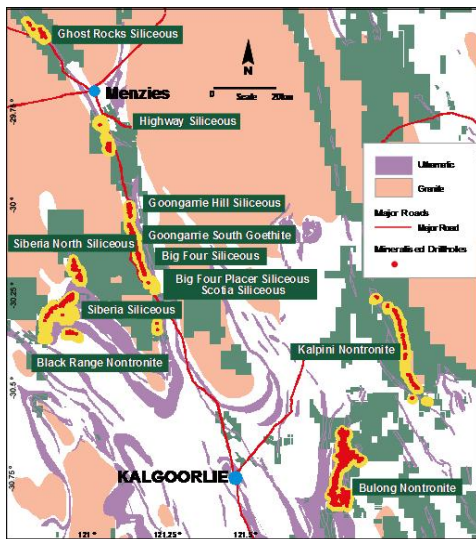 Ghost Rocks Siliceous
N
Menzies
0 Scale 20km
Highway Siliceous
-29.75°
Ultramafic
Granite
Major Roads
Major Road
Mineralised Drillholes
Goongarrie Hill Siliceous
-30°
Goongarrie South Goethite
Siberia North Siliceous
Big Four Siliceous
Big Four Placer Siliceous
Scotia Siliceous
-30.25°
Siberia Siliceous
Kalpini Nontronite
Black Range Nontronite
-30.5°
KALGOORLIE
-30.75°
Bulong Nontronite
121°
121.25°
121.5°